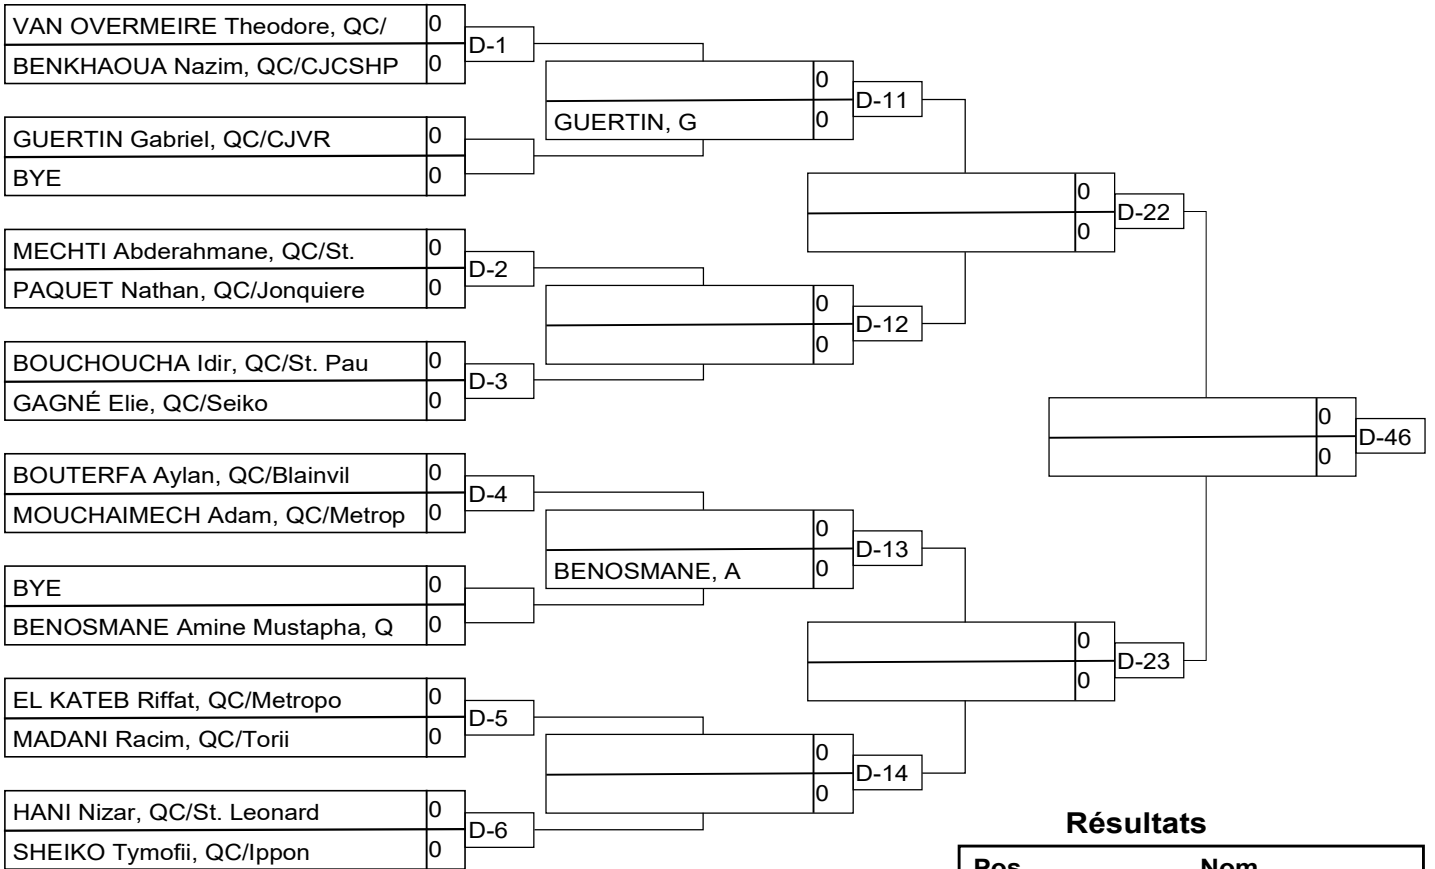 VAN OVERMEIRE Theodore, QC/ 0
D-1
BENKHAOUA Nazim, QC/CJCSHP 0
0
D-11
GUERTIN, G 0
GUERTIN Gabriel, QC/CJVR 0
BYE 0
0
D-22
0
MECHTI Abderahmane, QC/St. 0
D-2
PAQUET Nathan, QC/Jonquiere 0
0
D-12
0
BOUCHOUCHA Idir, QC/St. Pau 0
D-3
GAGNÉ Elie, QC/Seiko 0
0
D-46
0
BOUTERFA Aylan, QC/Blainvil 0
D-4
MOUCHAIMECH Adam, QC/Metrop 0
0
D-13
BENOSMANE, A 0
BYE 0
BENOSMANE Amine Mustapha, Q 0
0
D-23
0
EL KATEB Riffat, QC/Metropo 0
D-5
MADANI Racim, QC/Torii 0
0
D-14
0
HANI Nizar, QC/St. Leonard 0
D-6
SHEIKO Tymofii, QC/Ippon 0
Résultats
Pos Nom